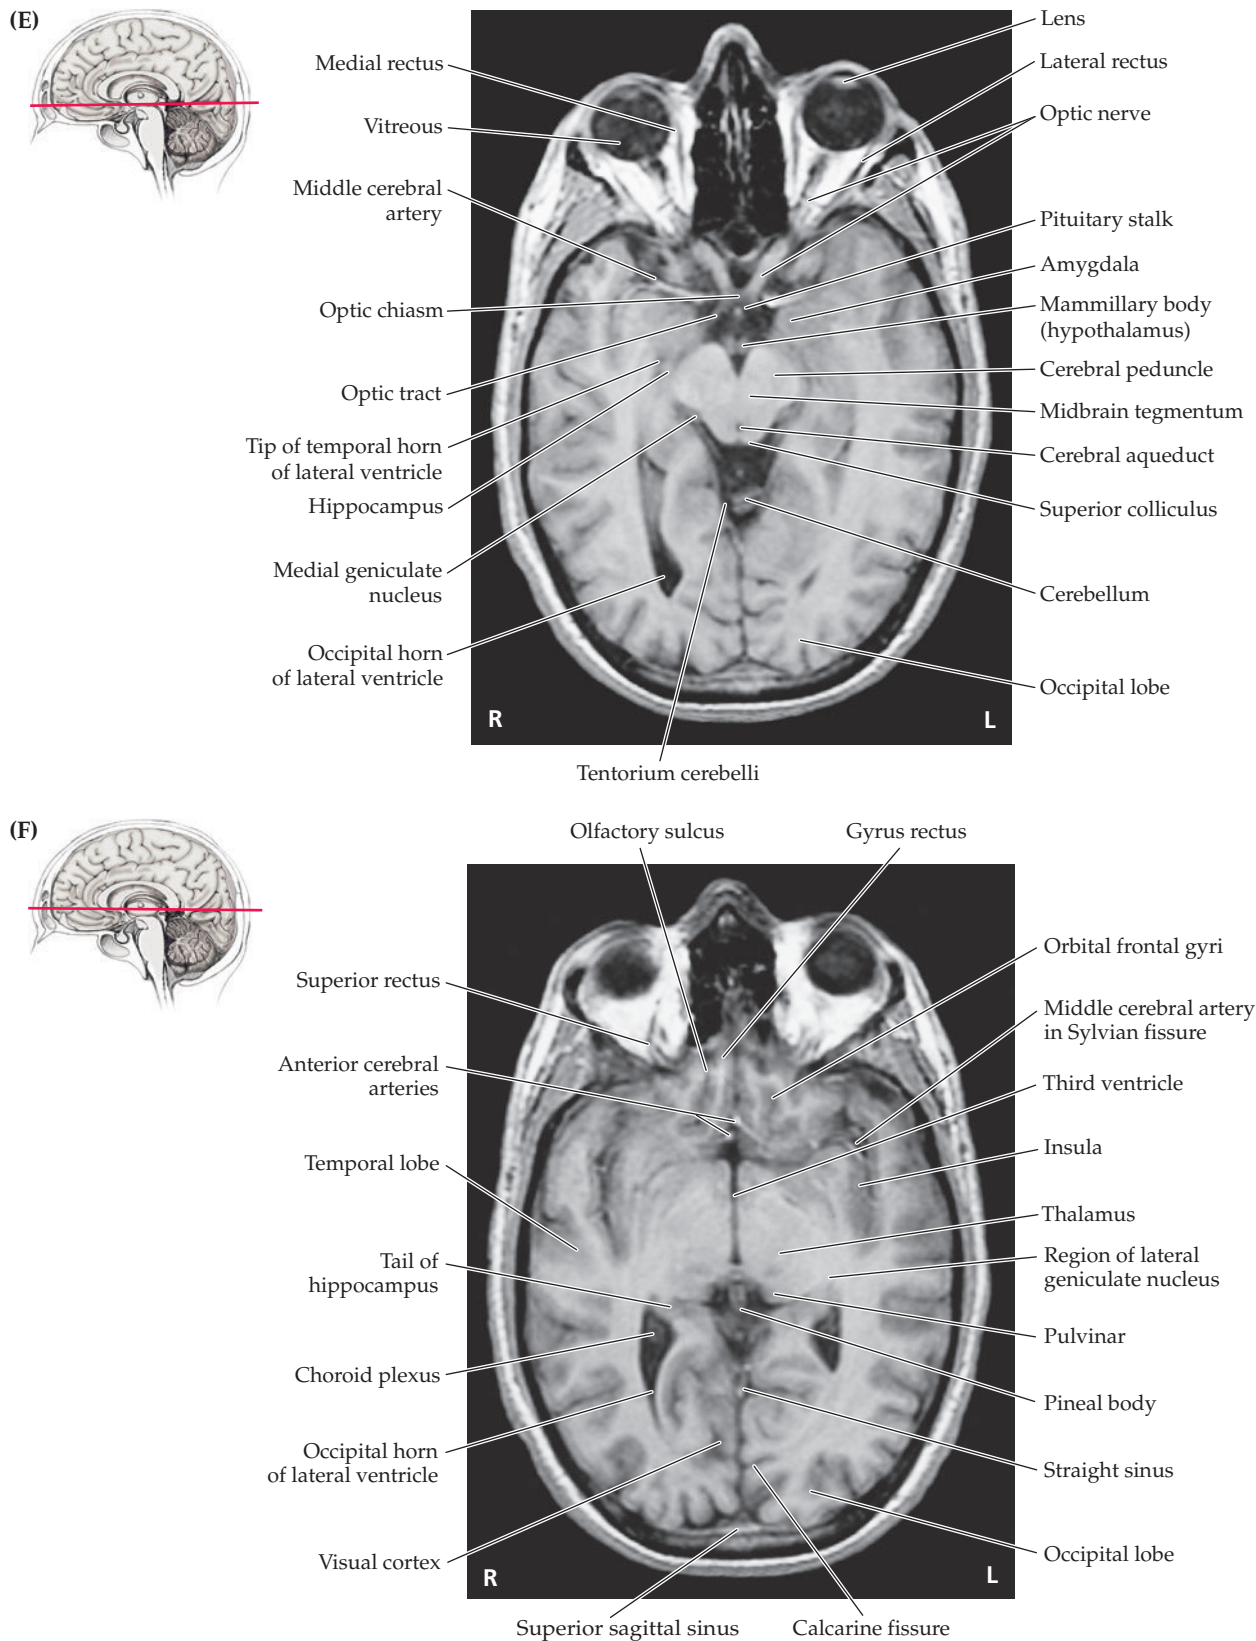 (E)
Medial rectus
Vitreous
Middle cerebral
artery
Optic chiasm
Optic tract
Tip of temporal horn
of lateral ventricle
Hippocampus
Medial geniculate
nucleus
Occipital horn
of lateral ventricle
Lens
Lateral rectus
Optic nerve
Pituitary stalk
Amygdala
Mammillary body
(hypothalamus)
Cerebral peduncle
Midbrain tegmentum
Cerebral aqueduct
Superior colliculus
Cerebellum
Occipital lobe
R
L
Tentorium cerebelli
(F)
Olfactory sulcus
Gyrus rectus
Superior rectus
Anterior cerebral
arteries
Temporal lobe
Tail of
hippocampus
Choroid plexus
Occipital horn
of lateral ventricle
Visual cortex
Orbital frontal gyri
Middle cerebral artery
in Sylvian fissure
Third ventricle
Insula
Thalamus
Region of lateral
geniculate nucleus
Pulvinar
Pineal body
Straight sinus
Occipital lobe
R
L
Superior sagittal sinus
Calcarine fissure